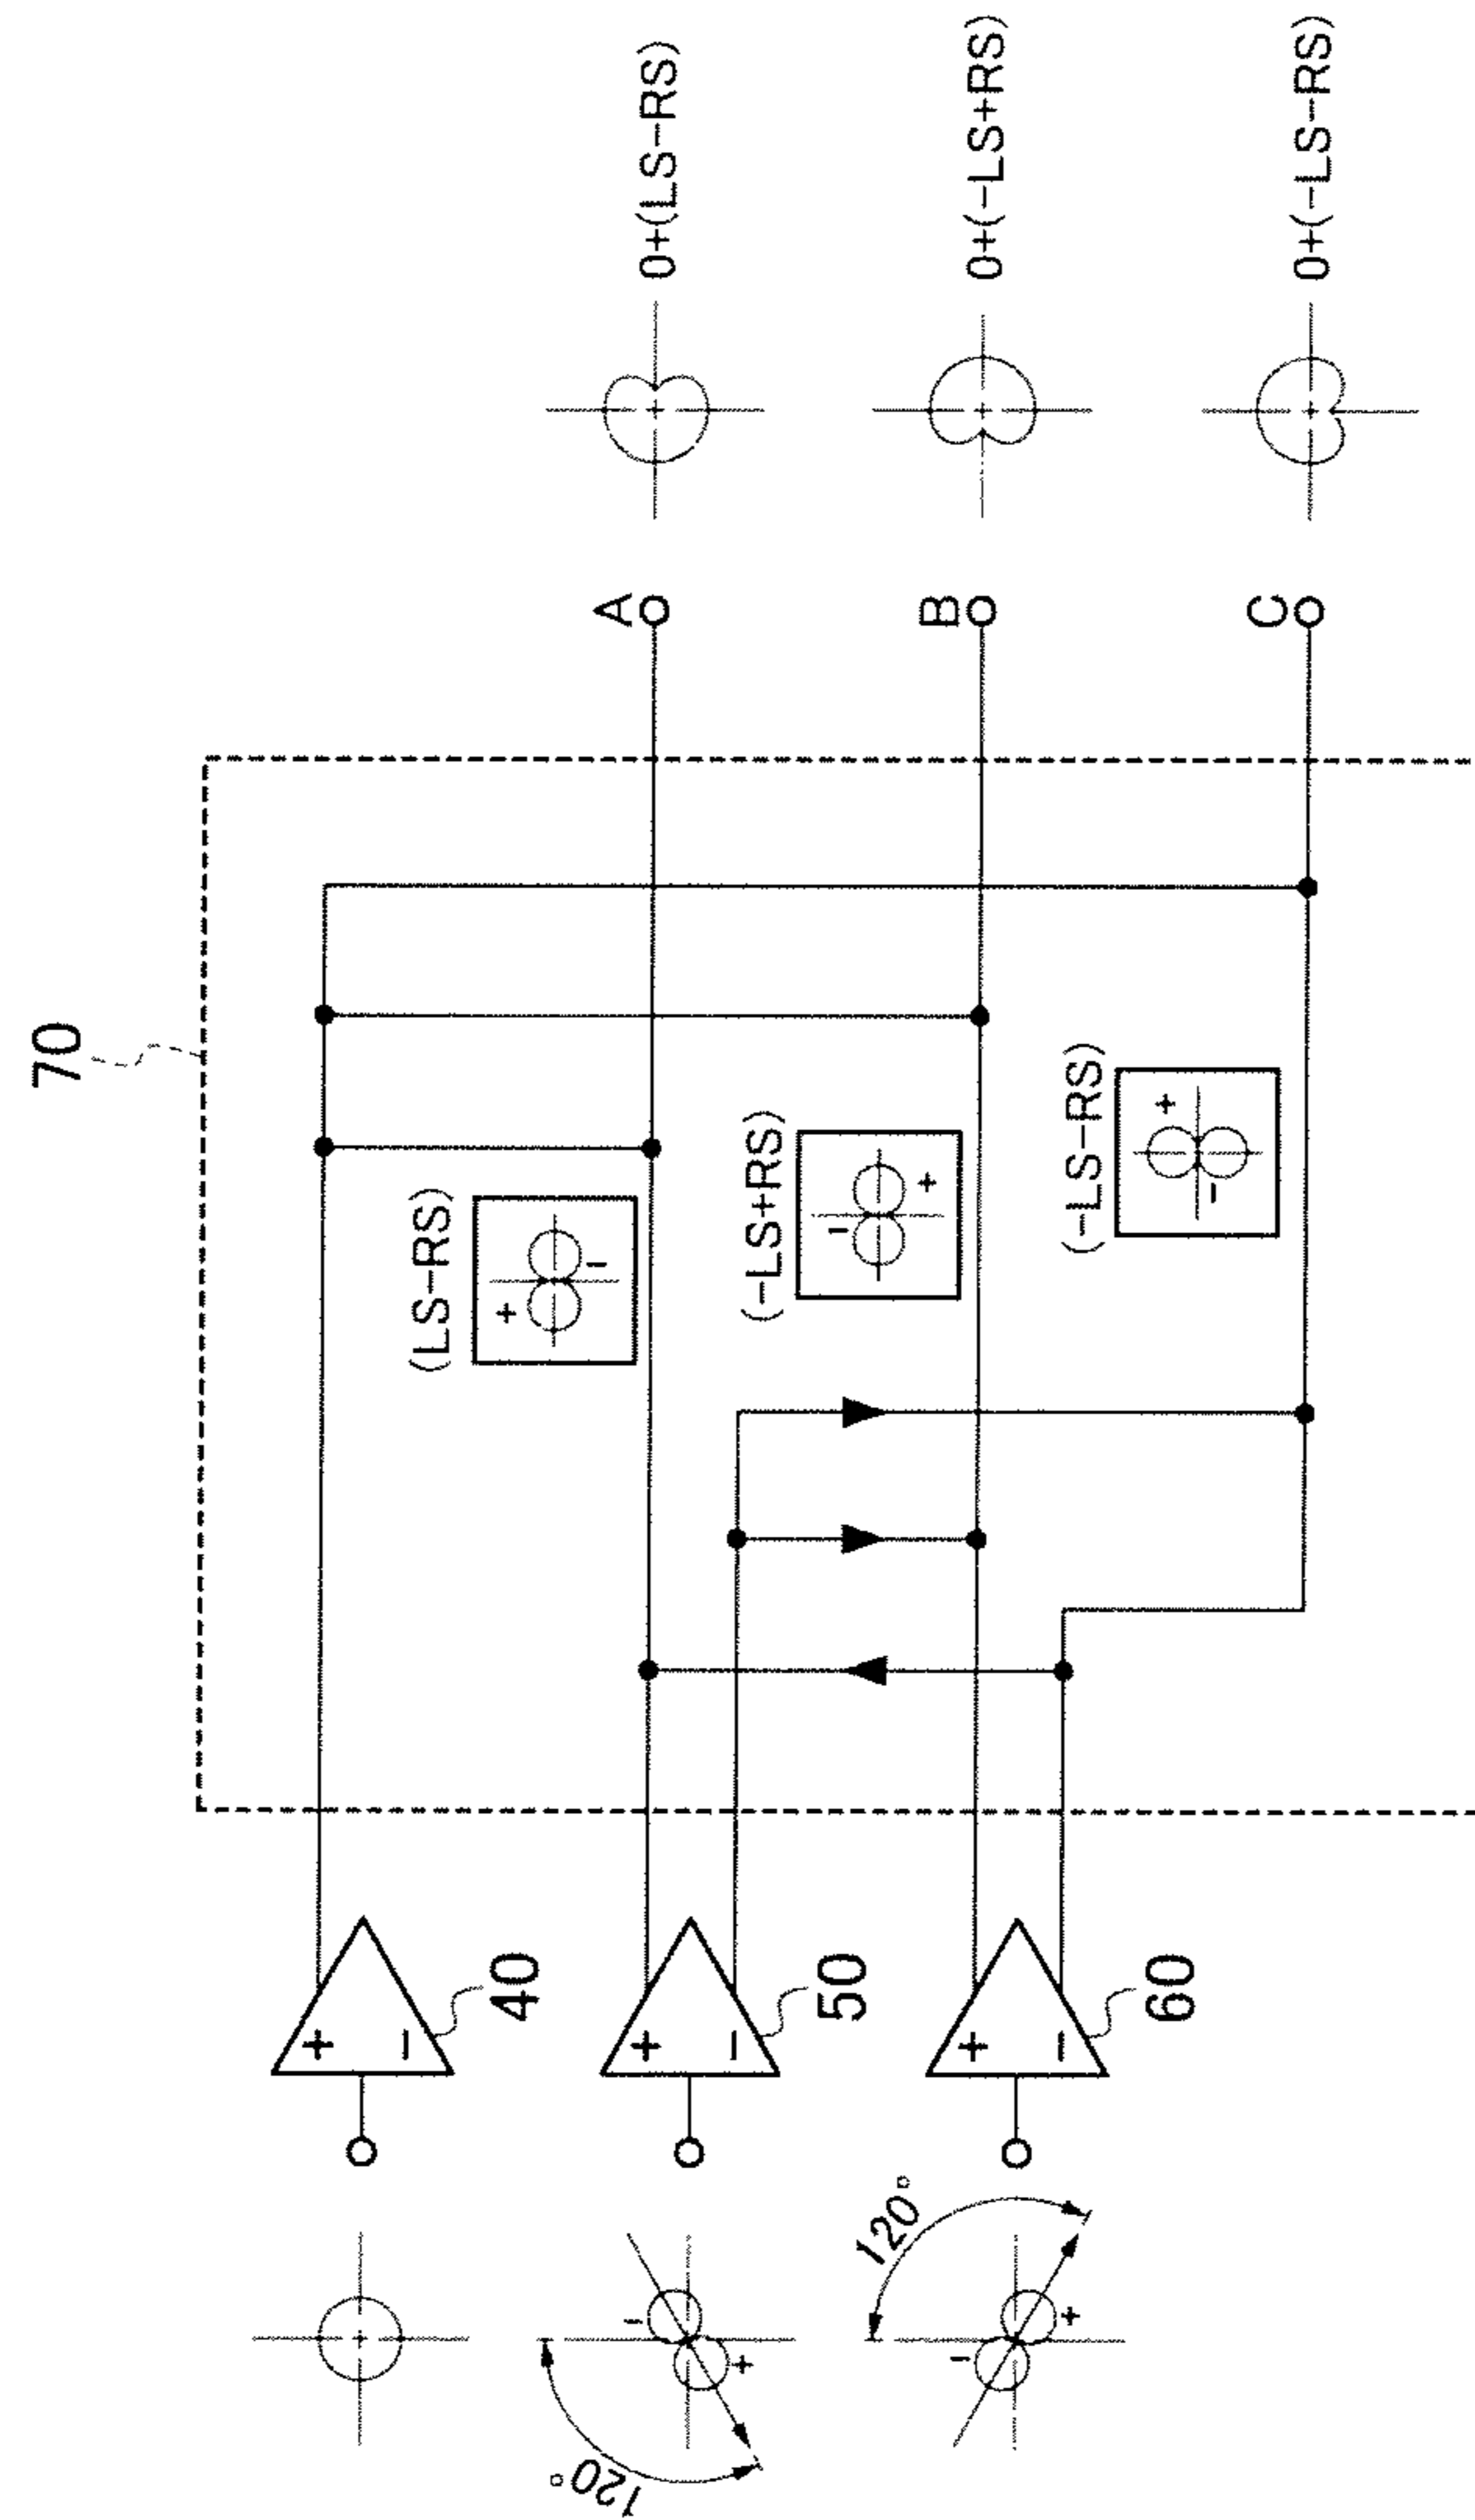 70
120°
120°
+
-
+
-
+
-
40
+
-
50
+
-
60
(LS-RS)
+
-
(-LS+RS)
-
+
(-LS-RS)
-
+
A
B
C
0+(LS-RS)
0+(-LS+RS)
0+(-LS-RS)